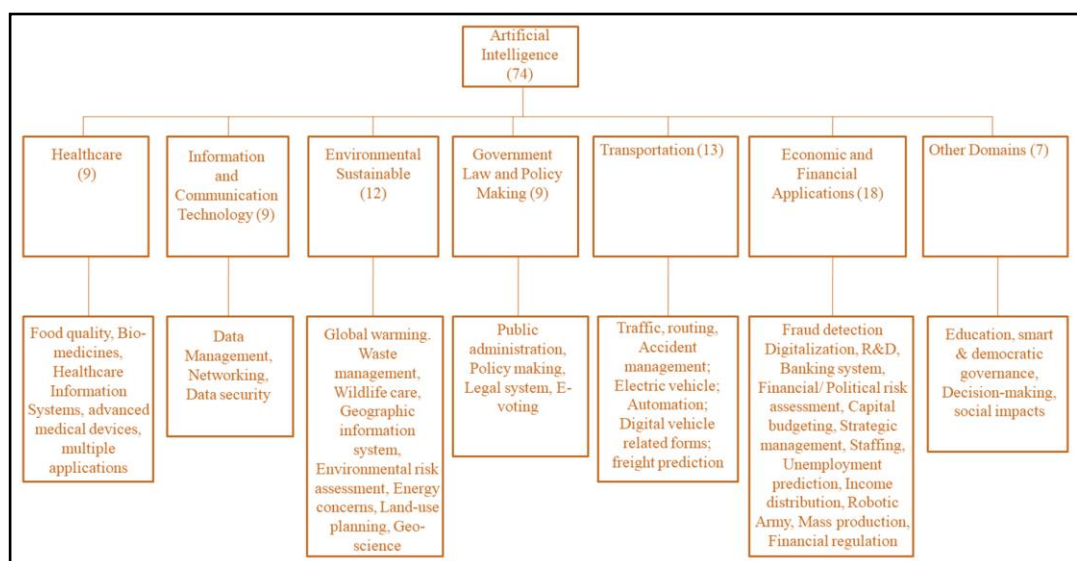 Artificial
Intelligence
(74)
Healthcare
(9)
Information
and
Communication
Technology (9)
Environmental
Sustainable
(12)
Government
Law and Policy
Making (9)
Transportation (13)
Economic and
Financial
Applications (18)
Other Domains (7)
Food quality, Bio-
medicines,
Healthcare
Information
Systems, advanced
medical devices,
multiple
applications
Data
Management,
Networking,
Data security
Global warming,
Waste
management,
Wildlife care,
Geographic
information
system,
Environmental risk
assessment, Energy
concerns, Land-use
planning, Geo-
science
Public
administration,
Policy making,
Legal system, E-
voting
Traffic, routing,
Accident
management;
Electric vehicle;
Automation;
Digital vehicle
related forms;
freight prediction
Fraud detection
Digitalization, R&D,
Banking system,
Financial/ Political risk
assessment, Capital
budgeting, Strategic
management, Staffing,
Unemployment
prediction, Income
distribution, Robotic
Army, Mass production,
Financial regulation
Education, smart
& democratic
governance,
Decision-making,
social impacts